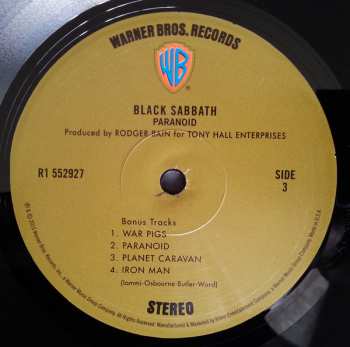 WARNER BROS. RECORDS
WB
BLACK SABBATH
PARANOID
Produced by RODGER BAIN for TONY HALL ENTERPRISES
R1 552927
SIDE
3
Bonus Tracks
1. WAR PIGS
2. PARANOID
3. PLANET CARAVAN
4. IRON MAN
(Iommi-Osbourne-Butler-Ward)
STEREO